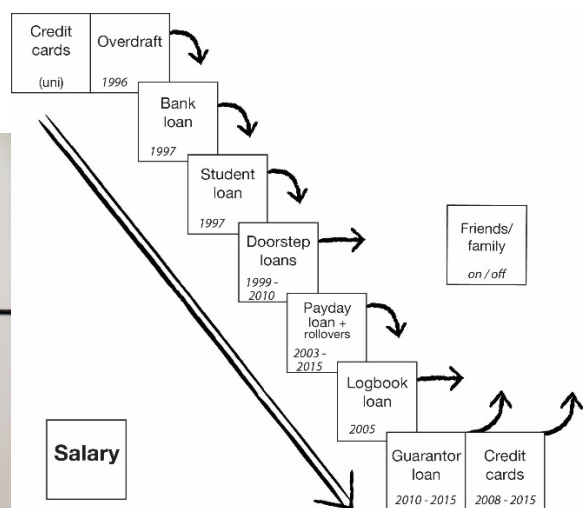 Credit
cards
(uni)
Overdraft
1996
Bank
loan
1997
Student
loan
1997
Doorstep
loans
1999 -
2010
Friends/
family
on / off
Payday
loan +
rollovers
2003 -
2015
Logbook
loan
2005
Salary
Guarantor
loan
2010 - 2015
Credit
cards
2008 - 2015